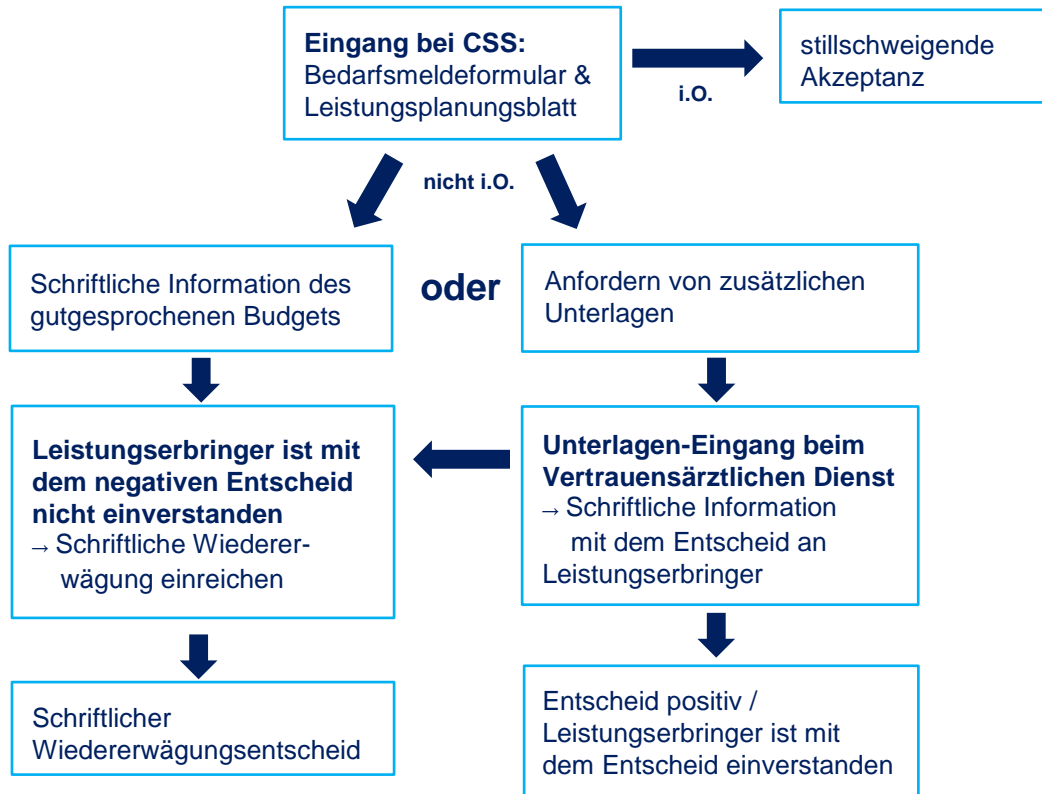 Eingang bei CSS:
Bedarfsmeldeformular &
Leistungsplanungsblatt
i.O.
stillschweigende
Akzeptanz
nicht i.O.
Schriftliche Information des
gutgesprochenen Budgets
oder
Anfordern von zusätzlichen
Unterlagen
Leistungserbringer ist mit
dem negativen Entscheid
nicht einverstanden
→ Schriftliche Wiederer-
wägung einreichen
Unterlagen-Eingang beim
Vertrauensärztlichen Dienst
→ Schriftliche Information
mit dem Entscheid an
Leistungserbringer
Schriftlicher
Wiedererwägungsentscheid
Entscheid positiv /
Leistungserbringer ist mit
dem Entscheid einverstanden